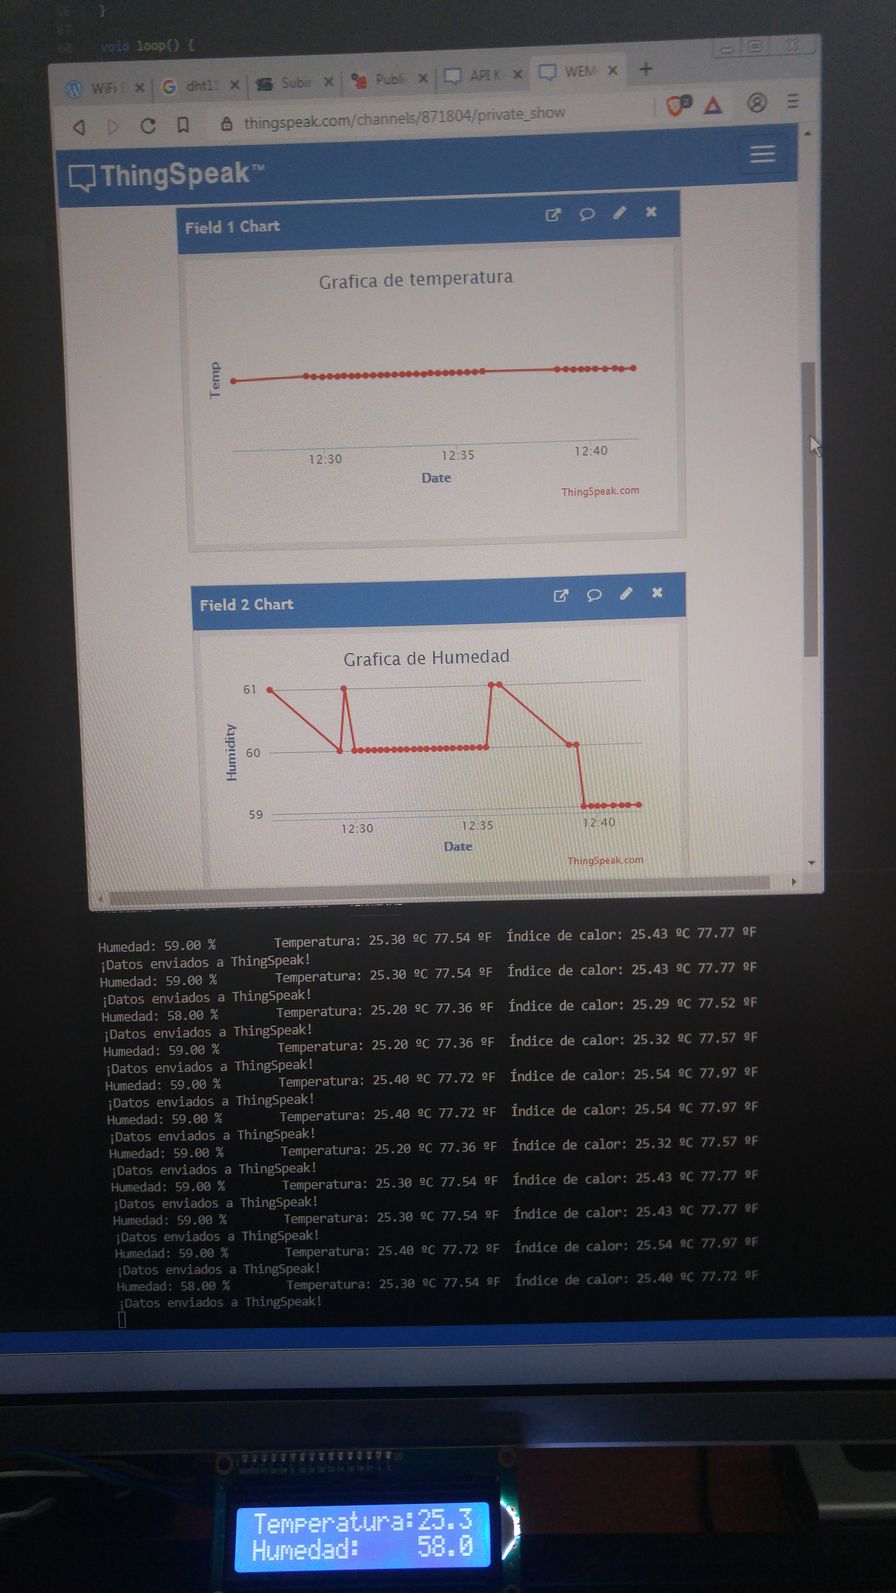 66 }
67
68 void loop() {
WiFi dht11 Subir Public API K WEM
thingspeak.com/channels/871804/private_show 2
ThingSpeak™
Field 1 Chart
Grafica de temperatura
Temp
12:30 12:35 12:40
Date
ThingSpeak.com
Field 2 Chart
Grafica de Humedad
61
60
59
Humidity
12:30 12:35 12:40
Date
ThingSpeak.com
Humedad: 59.00 % Temperatura: 25.30 ºC 77.54 ºF Índice de calor: 25.43 ºC 77.77 ºF
¡Datos enviados a ThingSpeak!
Humedad: 59.00 % Temperatura: 25.30 ºC 77.54 ºF Índice de calor: 25.43 ºC 77.77 ºF
¡Datos enviados a ThingSpeak!
Humedad: 58.00 % Temperatura: 25.20 ºC 77.36 ºF Índice de calor: 25.29 ºC 77.52 ºF
¡Datos enviados a ThingSpeak!
Humedad: 59.00 % Temperatura: 25.20 ºC 77.36 ºF Índice de calor: 25.32 ºC 77.57 ºF
¡Datos enviados a ThingSpeak!
Humedad: 59.00 % Temperatura: 25.40 ºC 77.72 ºF Índice de calor: 25.54 ºC 77.97 ºF
¡Datos enviados a ThingSpeak!
Humedad: 59.00 % Temperatura: 25.40 ºC 77.72 ºF Índice de calor: 25.54 ºC 77.97 ºF
¡Datos enviados a ThingSpeak!
Humedad: 59.00 % Temperatura: 25.20 ºC 77.36 ºF Índice de calor: 25.32 ºC 77.57 ºF
¡Datos enviados a ThingSpeak!
Humedad: 59.00 % Temperatura: 25.30 ºC 77.54 ºF Índice de calor: 25.43 ºC 77.77 ºF
¡Datos enviados a ThingSpeak!
Humedad: 59.00 % Temperatura: 25.30 ºC 77.54 ºF Índice de calor: 25.43 ºC 77.77 ºF
¡Datos enviados a ThingSpeak!
Humedad: 59.00 % Temperatura: 25.40 ºC 77.72 ºF Índice de calor: 25.54 ºC 77.97 ºF
¡Datos enviados a ThingSpeak!
Humedad: 58.00 % Temperatura: 25.30 ºC 77.54 ºF Índice de calor: 25.40 ºC 77.72 ºF
¡Datos enviados a ThingSpeak!
Temperatura:25.3
Humedad: 58.0